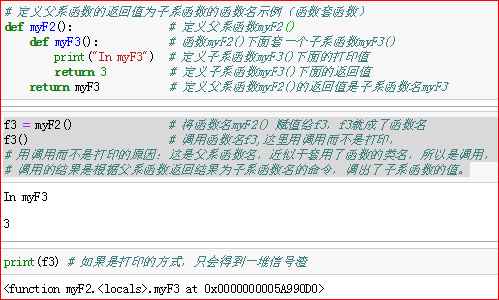 # 定义父系函数的返回值为子系函数的函数名示例（函数套函数）
def myF2(): # 定义父系函数myF2()
def myF3(): # 函数myF2()下面套一个子系函数myF3()
print("In myF3") # 定义子系函数myF3()下面的打印值
return 3 # 定义子系函数myF3()下面的返回值
return myF3 # 定义父系函数myF2()的返回值是子系函数名myF3
f3 = myF2() # 将函数名myF2() 赋值给f3，f3就成了函数名
f3() # 调用函数名f3,这里用调用而不是打印，
# 用调用而不是打印的原因：这是父系函数名，近似于套用了函数的类名，所以是调用，
# 调用的结果是根据父系函数返回结果为子系函数名的命令，调出了子系函数的值。
In myF3
3
print(f3) # 如果是打印的方式，只会得到一堆信号渣
<function myF2.<locals>.myF3 at 0x0000000005A990D0>